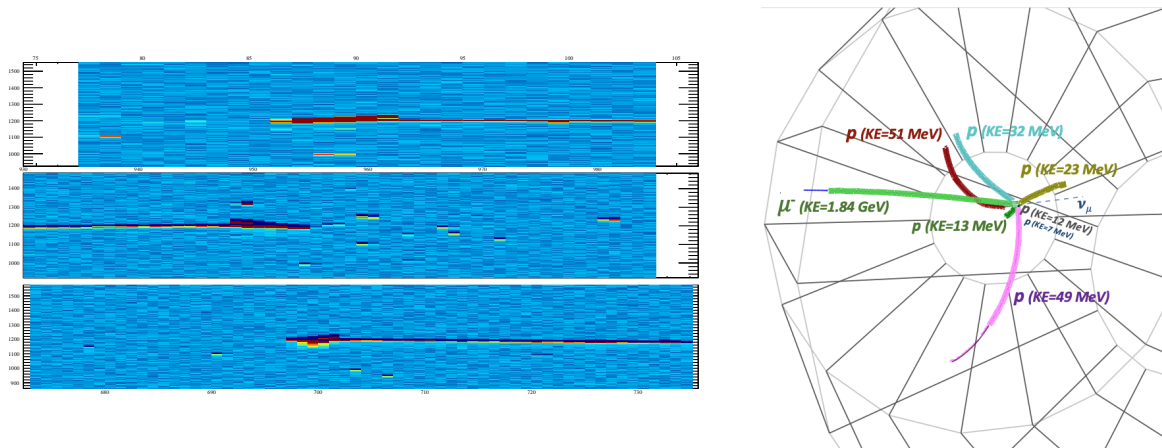 75 80 85 90 95 100 105
1500
1400
1300
1200
1100
1000
930 940 950 960 970 980
1400
1300
1200
1100
1000
1500
1400
1300
1200
1100
1000
900
680 690 700 710 720 730
p (KE=51 MeV)
p (KE=32 MeV)
p (KE=23 MeV)
μ⁻ (KE=1.84 GeV)
νμ
p (KE=12 MeV)
p (KE=7 MeV)
p (KE=13 MeV)
p (KE=49 MeV)